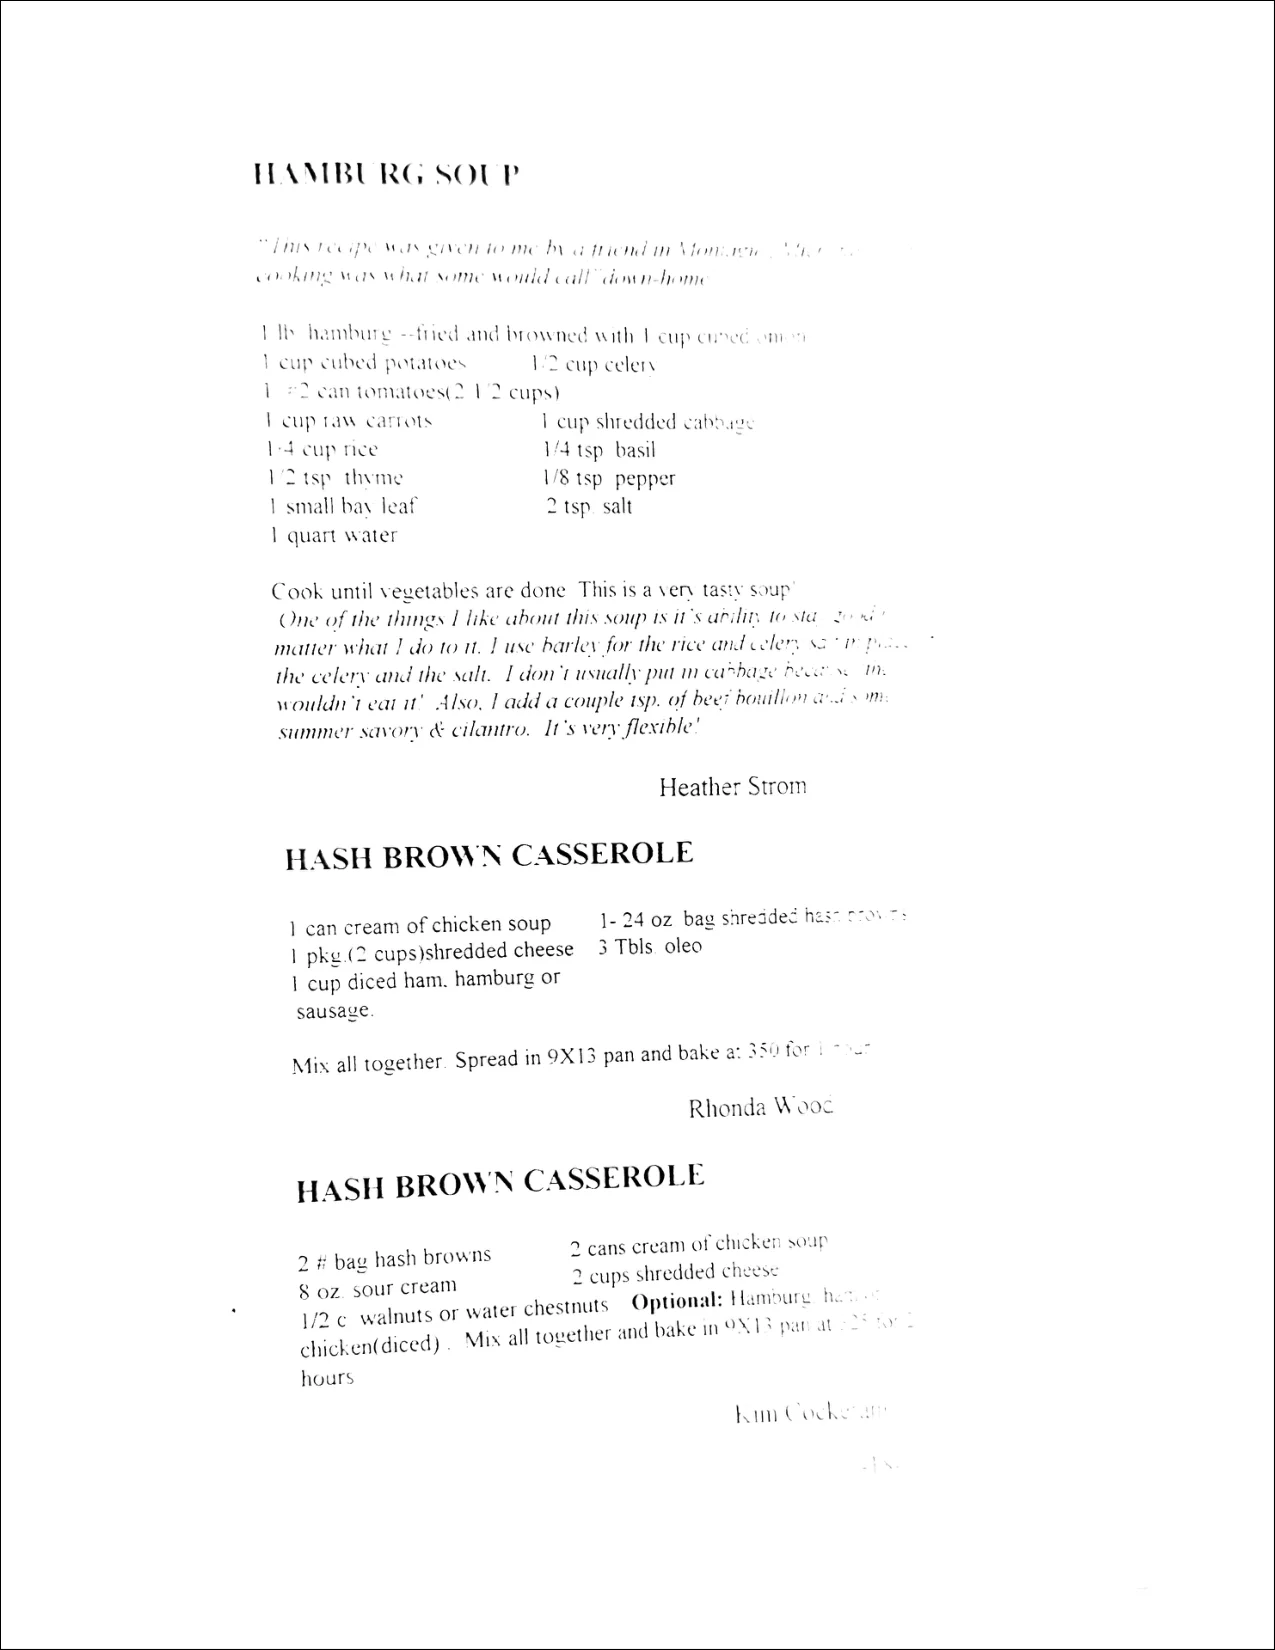 HAMBURG SOUP
"This recipe was given to me by a friend in
cooking was what some would call "down-home
1 lb hamburg --fried and browned with 1 cup cubed onion
1 cup cubed potatoes 1/2 cup celery
1 #2 can tomatoes(2 1/2 cups)
1 cup raw carrots 1 cup shredded cabbage
1/4 cup rice 1/4 tsp basil
1/2 tsp thyme 1/8 tsp pepper
1 small bay leaf 2 tsp. salt
1 quart water
Cook until vegetables are done This is a very tasty soup!
One of the things I like about this soup is it's ability to stay good
matter what I do to it. I use barley for the rice and celery
the celery and the salt. I don't usually put in cabbage because
wouldn't eat it! Also, I add a couple tsp. of beef bouillon
summer savory & cilantro. It's very flexible!
Heather Strom
HASH BROWN CASSEROLE
1 can cream of chicken soup 1- 24 oz bag shredded hash browns
1 pkg.(2 cups)shredded cheese 3 Tbls. oleo
1 cup diced ham, hamburg or
sausage.
Mix all together. Spread in 9X13 pan and bake at 350 for 1 hour
Rhonda Wood
HASH BROWN CASSEROLE
2 # bag hash browns 2 cans cream of chicken soup
8 oz. sour cream 2 cups shredded cheese
1/2 c walnuts or water chestnuts Optional: Hamburg
chicken(diced) . Mix all together and bake in 9X13 pan at for 2
hours
Kim